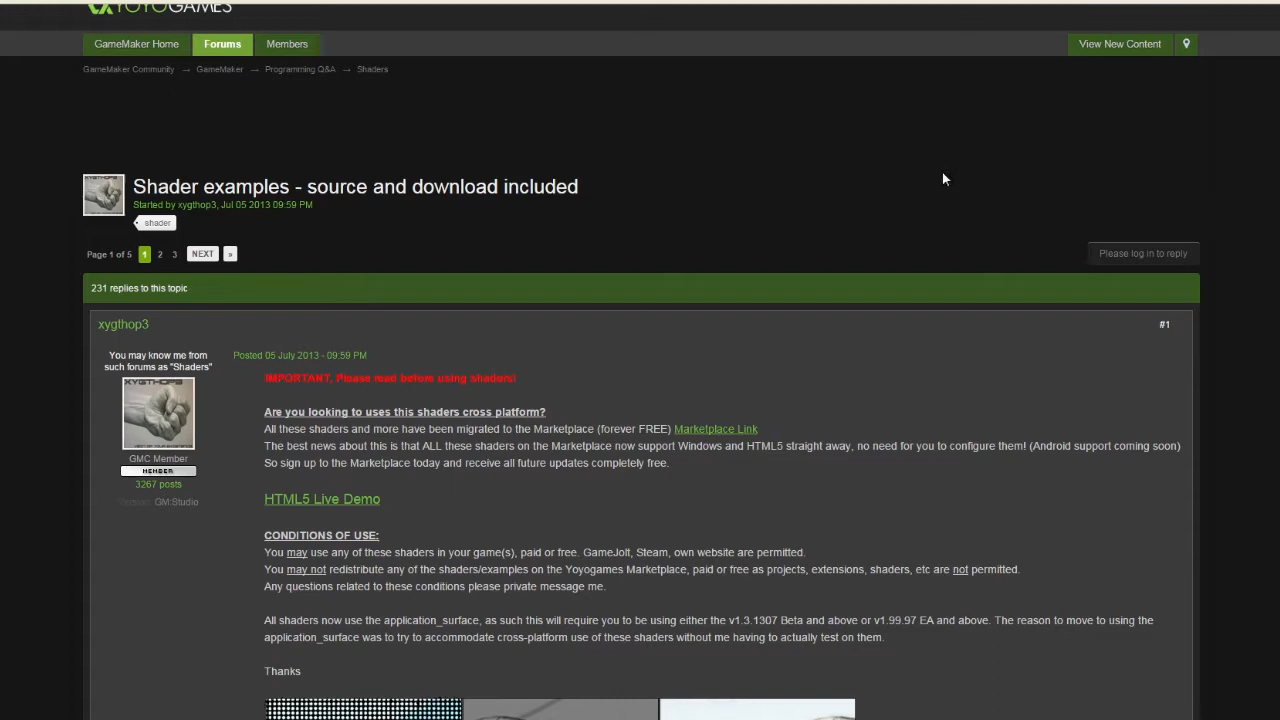 YOYOGAMES
GameMaker Home Forums Members View New Content
GameMaker Community → GameMaker → Programming Q&A → Shaders
Shader examples - source and download included
Started by xygthop3, Jul 05 2013 09:59 PM
shader
Page 1 of 5 1 2 3 NEXT » Please log in to reply
231 replies to this topic
xygthop3 #1
You may know me from
such forums as "Shaders"
XYGTHOP3
GMC Member
MEMBER
3267 posts
Version: GM:Studio
Posted 05 July 2013 - 09:59 PM
IMPORTANT, Please read before using shaders!
Are you looking to uses this shaders cross platform?
All these shaders and more have been migrated to the Marketplace (forever FREE) Marketplace Link
The best news about this is that ALL these shaders on the Marketplace now support Windows and HTML5 straight away, no need for you to configure them! (Android support coming soon)
So sign up to the Marketplace today and receive all future updates completely free.
HTML5 Live Demo
CONDITIONS OF USE:
You may use any of these shaders in your game(s), paid or free. GameJolt, Steam, own website are permitted.
You may not redistribute any of the shaders/examples on the Yoyogames Marketplace, paid or free as projects, extensions, shaders, etc are not permitted.
Any questions related to these conditions please private message me.
All shaders now use the application_surface, as such this will require you to be using either the v1.3.1307 Beta and above or v1.99.97 EA and above. The reason to move to using the
application_surface was to try to accommodate cross-platform use of these shaders without me having to actually test on them.
Thanks